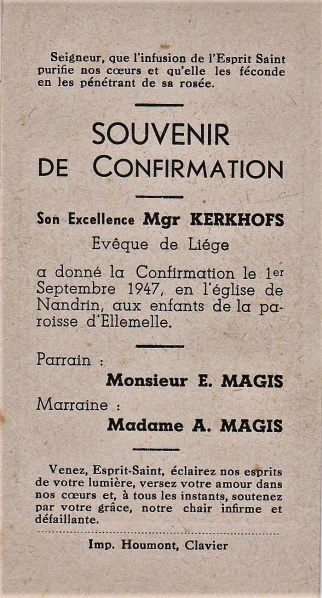 Seigneur, que l'infusion de l'Esprit Saint
purifie nos cœurs et qu'elle les féconde
en les pénétrant de sa rosée.
SOUVENIR
DE CONFIRMATION
Son Excellence Mgr KERKHOFS
Evêque de Liége
a donné la Confirmation le 1er
Septembre 1947, en l'église de
Nandrin, aux enfants de la pa-
roisse d'Ellemelle.
Parrain :
Monsieur E. MAGIS
Marraine :
Madame A. MAGIS
Venez, Esprit-Saint, éclairez nos esprits
de votre lumière, versez votre amour dans
nos cœurs et, à tous les instants, soutenez
par votre grâce, notre chair infirme et
défaillante.
Imp. Houmont, Clavier